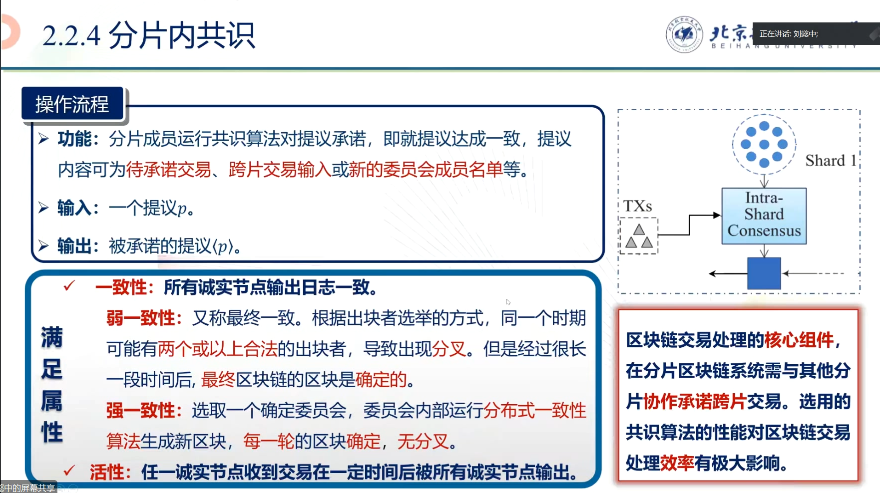 2.2.4 分片内共识
北京
BEIHANG UNIVERSITY
正在讲话: 刘懿中;
操作流程
➢ 功能：分片成员运行共识算法对提议承诺，即就提议达成一致，提议
内容可为待承诺交易、跨片交易输入或新的委员会成员名单等。
➢ 输入：一个提议p。
➢ 输出：被承诺的提议⟨p⟩。
Shard 1
TXs
Intra-
Shard
Consensus
满足属性
✓ 一致性：所有诚实节点输出日志一致。
弱一致性：又称最终一致。根据出块者选举的方式，同一个时期
可能有两个或以上合法的出块者，导致出现分叉。但是经过很长
一段时间后, 最终区块链的区块是确定的。
强一致性：选取一个确定委员会，委员会内部运行分布式一致性
算法生成新区块，每一轮的区块确定，无分叉。
✓ 活性：任一诚实节点收到交易在一定时间后被所有诚实节点输出。
区块链交易处理的核心组件，
在分片区块链系统需与其他分
片协作承诺跨片交易。选用的
共识算法的性能对区块链交易
处理效率有极大影响。
中的屏幕共享